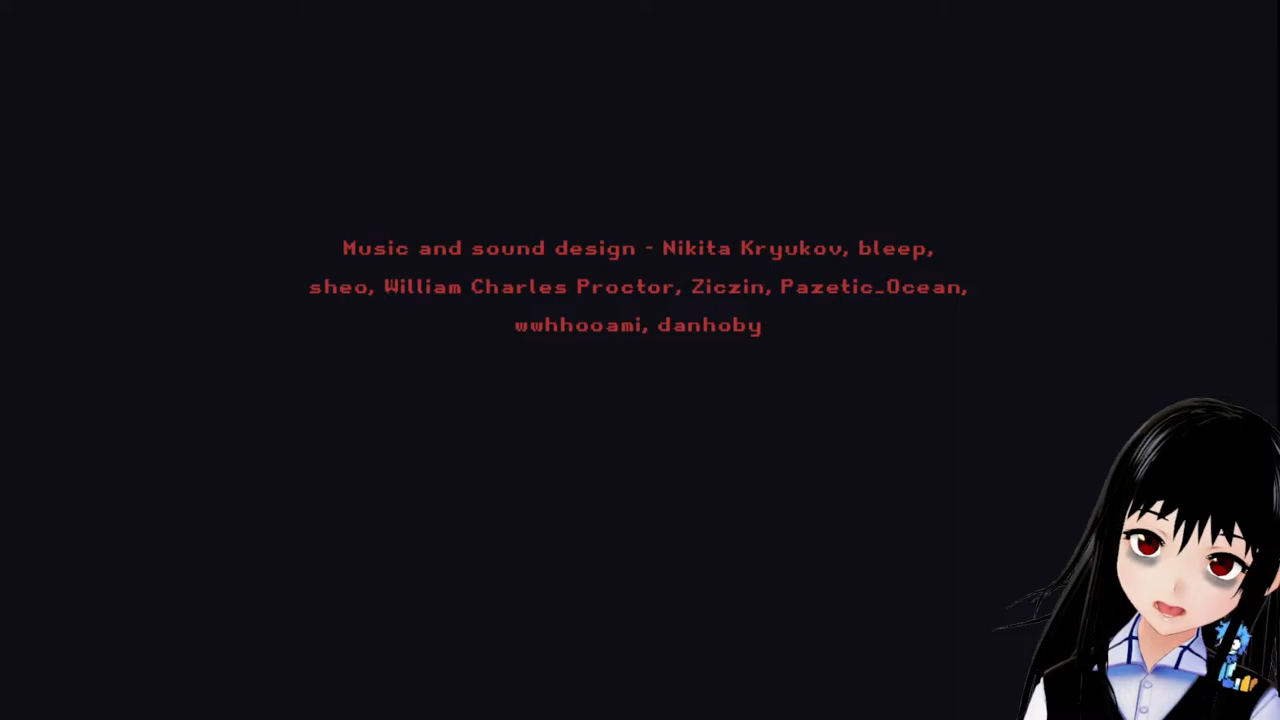 Music and sound design - Nikita Kryukov, bleep,
sheo, William Charles Proctor, Ziczin, Pazetic_Ocean,
wwhhooami, danhoby